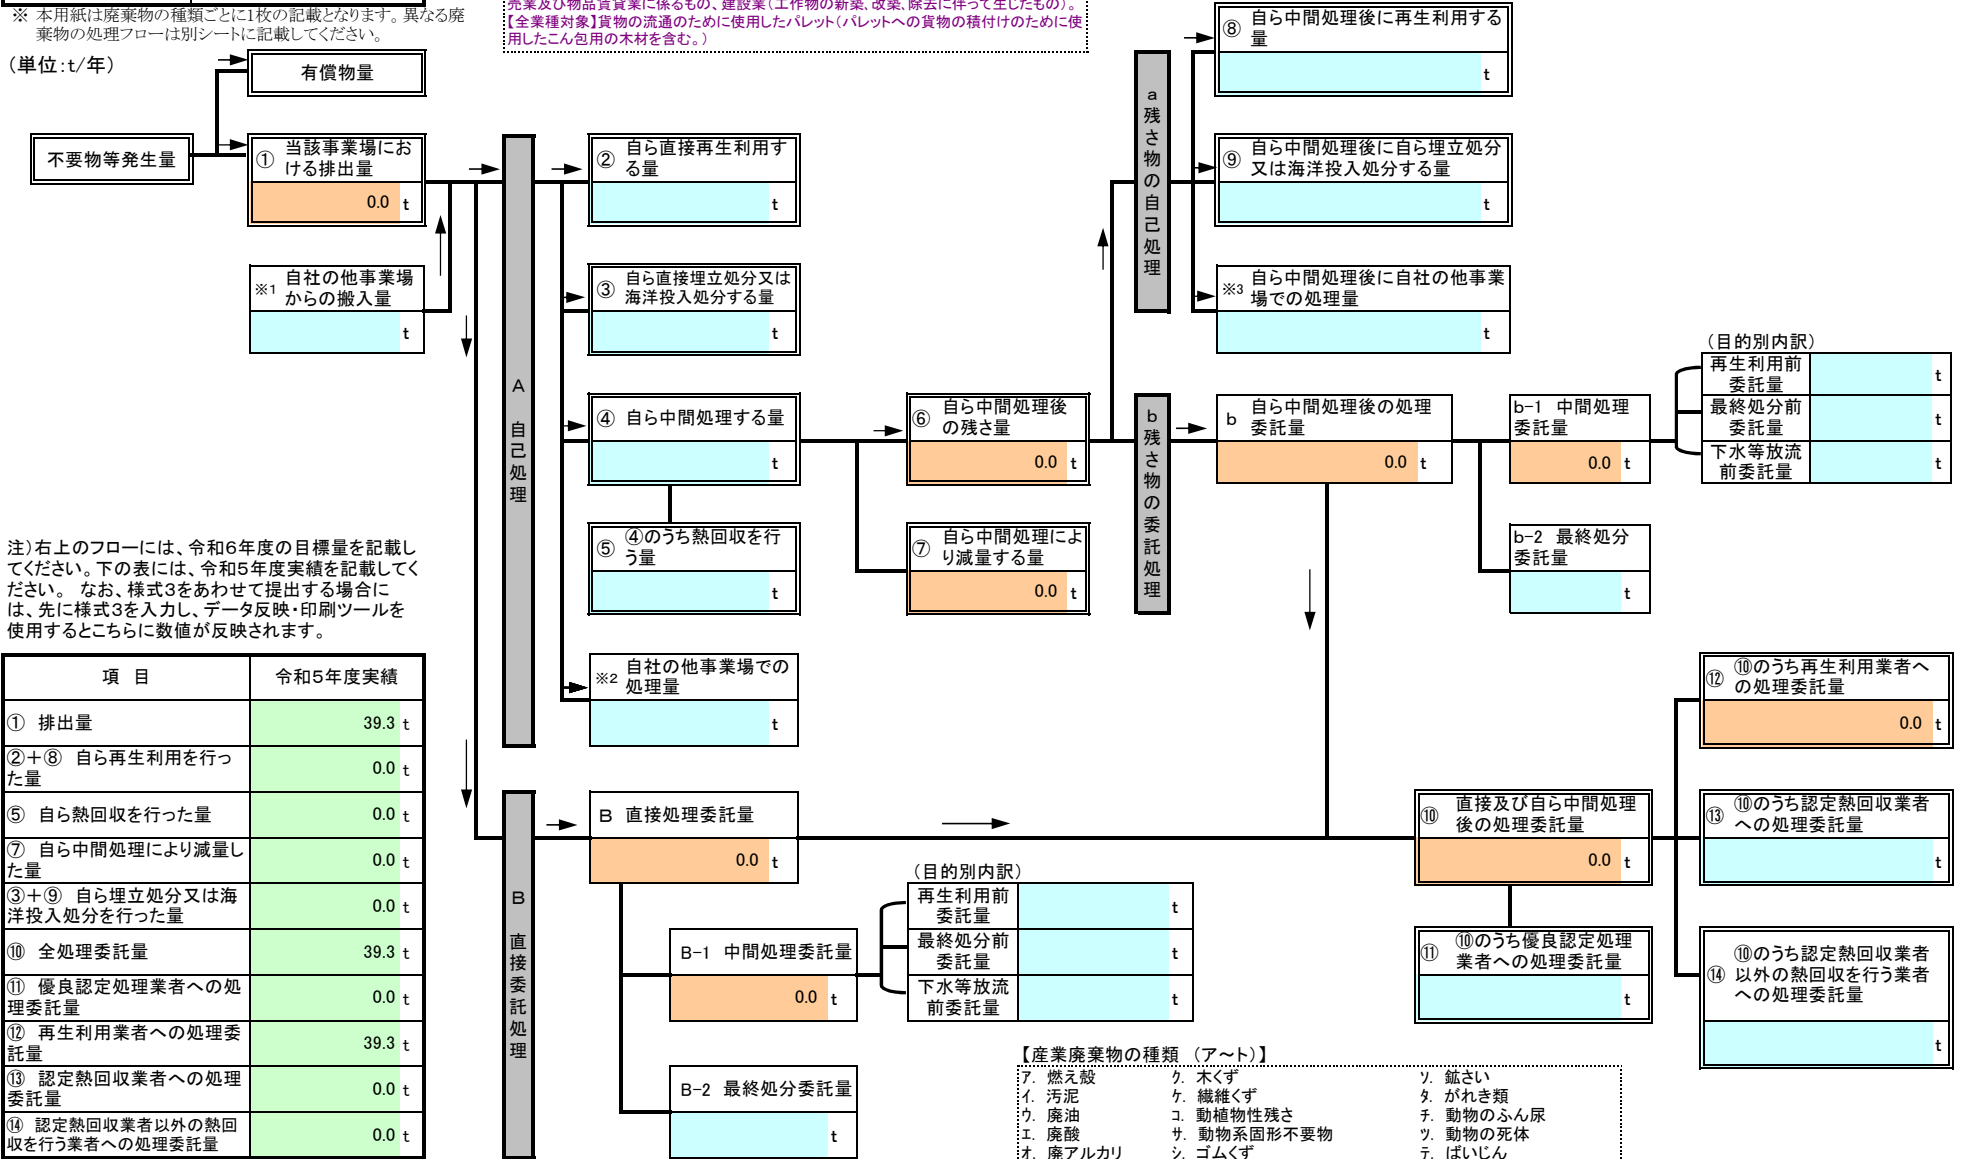 ※ 本用紙は廃棄物の種類ごとに1枚の記載となります。異なる廃
棄物の処理フローは別シートに記載してください。
(単位:t/年)
売業及び物品賃貸業に係るもの、建設業(工作物の新築、改築、除去に伴って生じたもの)。
【全業種対象】貨物の流通のために使用したパレット(パレットへの貨物の積付けのために使
用したこん包用の木材を含む。)
有償物量
不要物等発生量
① 当該事業場にお
ける排出量
0.0 t
※1 自社の他事業場
からの搬入量
t
A 自己処理
② 自ら直接再生利用す
る量
t
③ 自ら直接埋立処分又は
海洋投入処分する量
t
④ 自ら中間処理する量
t
⑤ ④のうち熱回収を行
う量
t
※2 自社の他事業場での
処理量
t
⑥ 自ら中間処理後
の残さ量
0.0 t
⑦ 自ら中間処理によ
り減量する量
0.0 t
a 残さ物の自己処理
⑧ 自ら中間処理後に再生利用する
量
t
⑨ 自ら中間処理後に自ら埋立処分
又は海洋投入処分する量
t
※3 自ら中間処理後に自社の他事業
場での処理量
t
b 残さ物の委託処理
b 自ら中間処理後の処理
委託量
0.0 t
b-1 中間処理
委託量
0.0 t
b-2 最終処分
委託量
t
(目的別内訳)
再生利用前
委託量
t
最終処分前
委託量
t
下水等放流
前委託量
t
注)右上のフローには、令和6年度の目標量を記載し
てください。下の表には、令和5年度実績を記載してく
ださい。 なお、様式3をあわせて提出する場合に
は、先に様式3を入力し、データ反映・印刷ツールを
使用するとこちらに数値が反映されます。
項 目 令和5年度実績
① 排出量 39.3 t
②+⑧ 自ら再生利用を行っ
た量
0.0 t
⑤ 自ら熱回収を行った量 0.0 t
⑦ 自ら中間処理により減量し
た量
0.0 t
③+⑨ 自ら埋立処分又は海
洋投入処分を行った量
0.0 t
⑩ 全処理委託量 39.3 t
⑪ 優良認定処理業者への処
理委託量
0.0 t
⑫ 再生利用業者への処理委
託量
39.3 t
⑬ 認定熱回収業者への処理
委託量
0.0 t
⑭ 認定熱回収業者以外の熱回
収を行う業者への処理委託量
0.0 t
B 直接委託処理
B 直接処理委託量
0.0 t
B-1 中間処理委託量
0.0 t
B-2 最終処分委託量
t
(目的別内訳)
再生利用前
委託量
t
最終処分前
委託量
t
下水等放流
前委託量
t
⑩ 直接及び自ら中間処理
後の処理委託量
0.0 t
⑪ ⑩のうち優良認定処理
業者への処理委託量
t
⑫ ⑩のうち再生利用業者へ
の処理委託量
0.0 t
⑬ ⑩のうち認定熱回収業者
への処理委託量
t
⑭ ⑩のうち認定熱回収業者
以外の熱回収を行う業者
への処理委託量
t
【産業廃棄物の種類 (ア~ト)】
ア. 燃え殻 ク. 木くず ソ. 鉱さい
イ. 汚泥 ケ. 繊維くず タ. がれき類
ウ. 廃油 コ. 動植物性残さ チ. 動物のふん尿
エ. 廃酸 サ. 動物系固形不要物 ツ. 動物の死体
オ. 廃アルカリ シ. ゴムくず テ. ばいじん